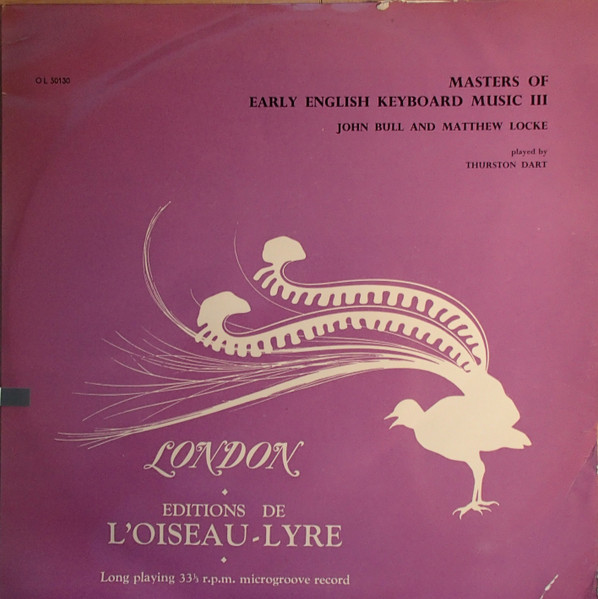 OL 50130
MASTERS OF
EARLY ENGLISH KEYBOARD MUSIC III
JOHN BULL AND MATTHEW LOCKE
played by
THURSTON DART
LONDON
EDITIONS DE
L'OISEAU-LYRE
Long playing 33⅓ r.p.m. microgroove record